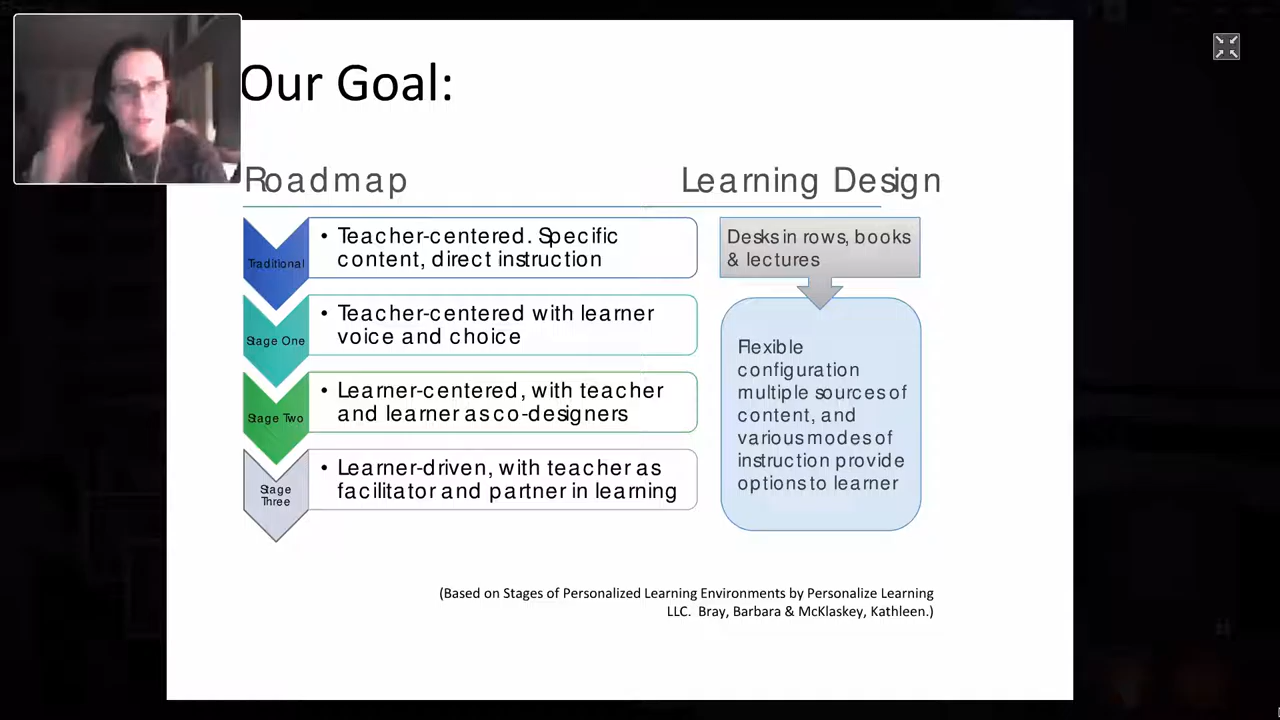 Our Goal:
Roadmap
Learning Design
Traditional
• Teacher-centered. Specific
content, direct instruction
Stage One
• Teacher-centered with learner
voice and choice
Stage Two
• Learner-centered, with teacher
and learner as co-designers
Stage
Three
• Learner-driven, with teacher as
facilitator and partner in learning
Desks in rows, books
& lectures
Flexible
configuration
multiple sources of
content, and
various modes of
instruction provide
options to learner
(Based on Stages of Personalized Learning Environments by Personalize Learning
LLC. Bray, Barbara & McKlaskey, Kathleen.)